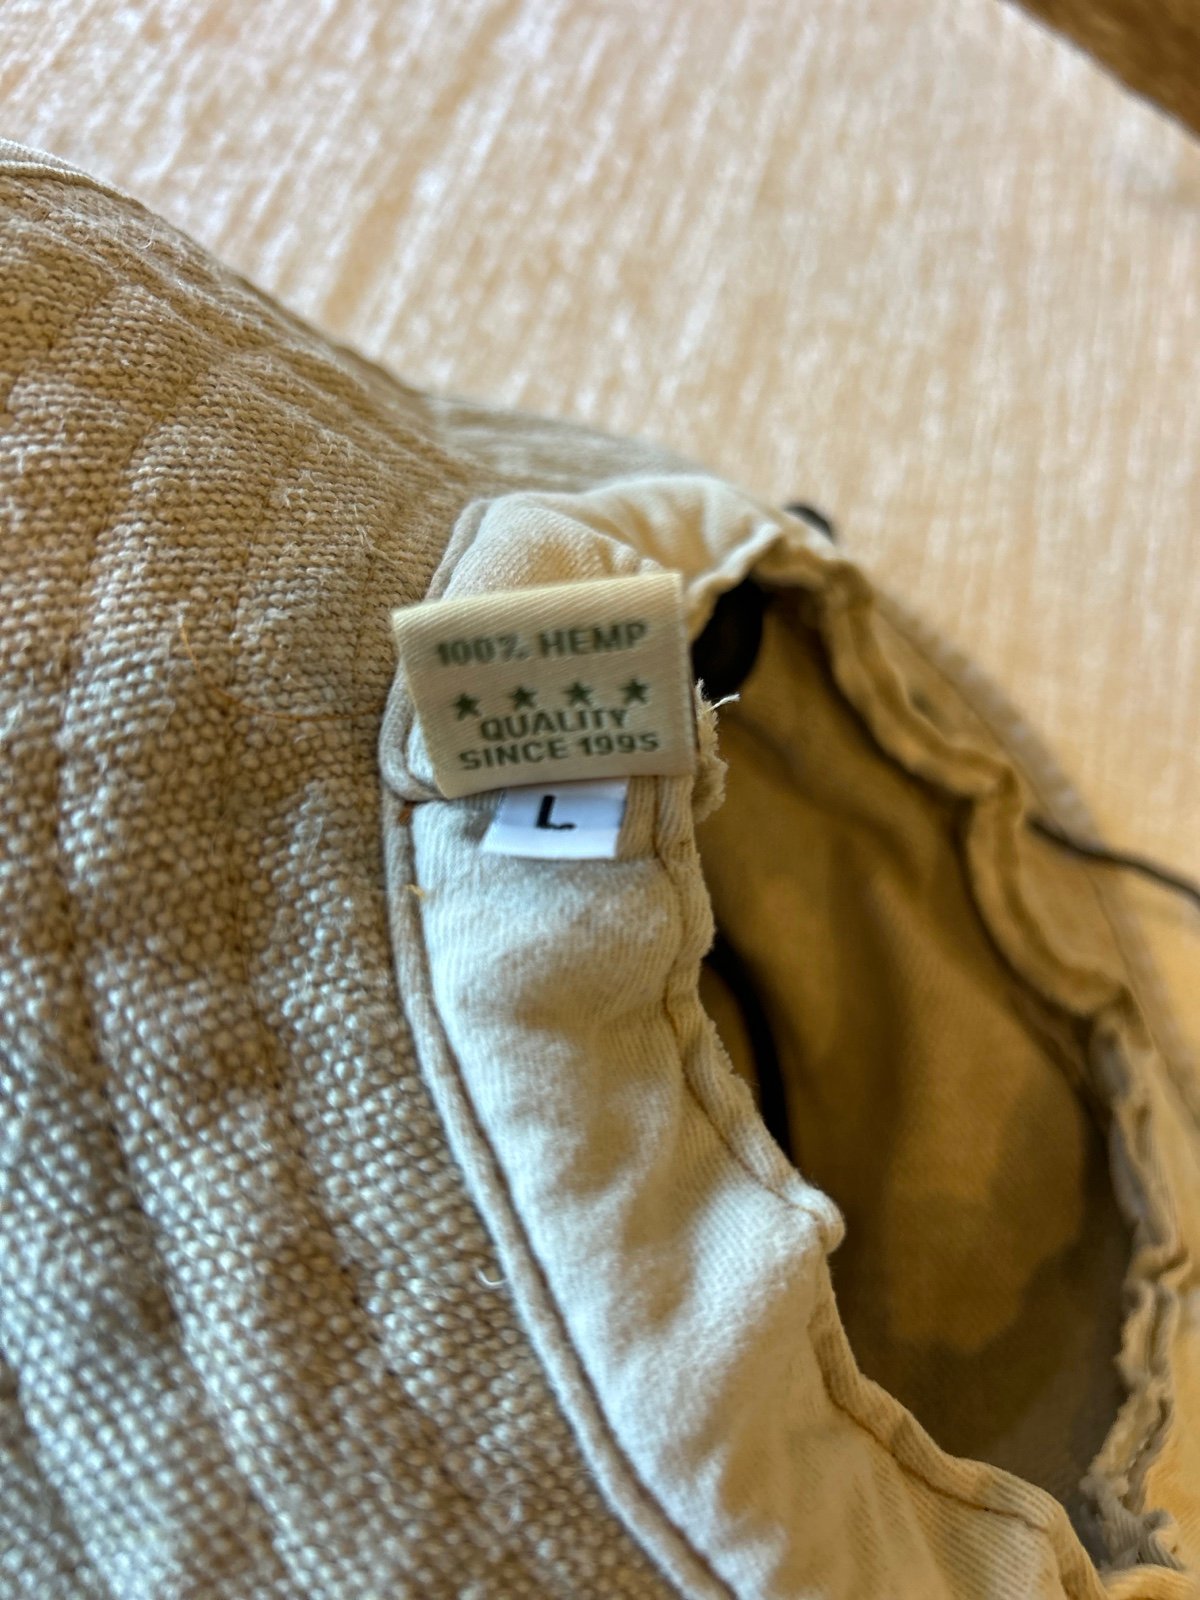 100% HEMP
★ ★ ★ ★
QUALITY
SINCE 1995
L